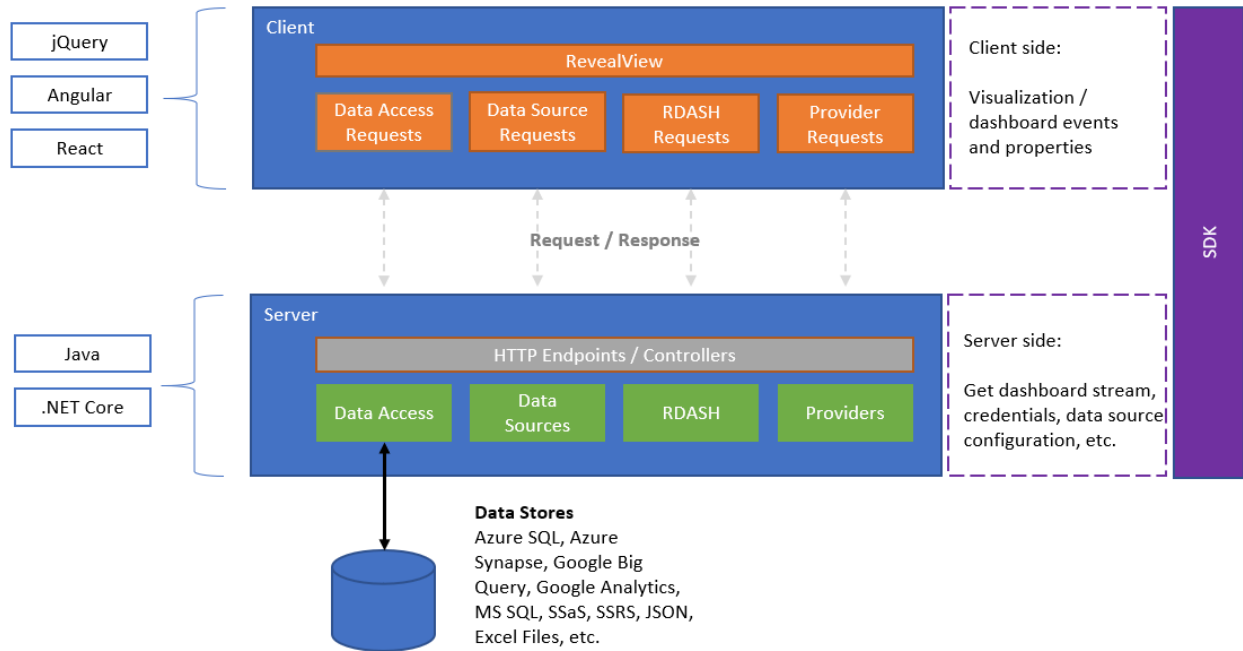 jQuery
Angular
React
Client
RevealView
Data Access
Requests
Data Source
Requests
RDASH
Requests
Provider
Requests
Client side:
Visualization /
dashboard events
and properties
SDK
Request / Response
Java
.NET Core
Server
HTTP Endpoints / Controllers
Data Access
Data
Sources
RDASH
Providers
Server side:
Get dashboard stream,
credentials, data source
configuration, etc.
Data Stores
Azure SQL, Azure
Synapse, Google Big
Query, Google Analytics,
MS SQL, SSaS, SSRS, JSON,
Excel Files, etc.